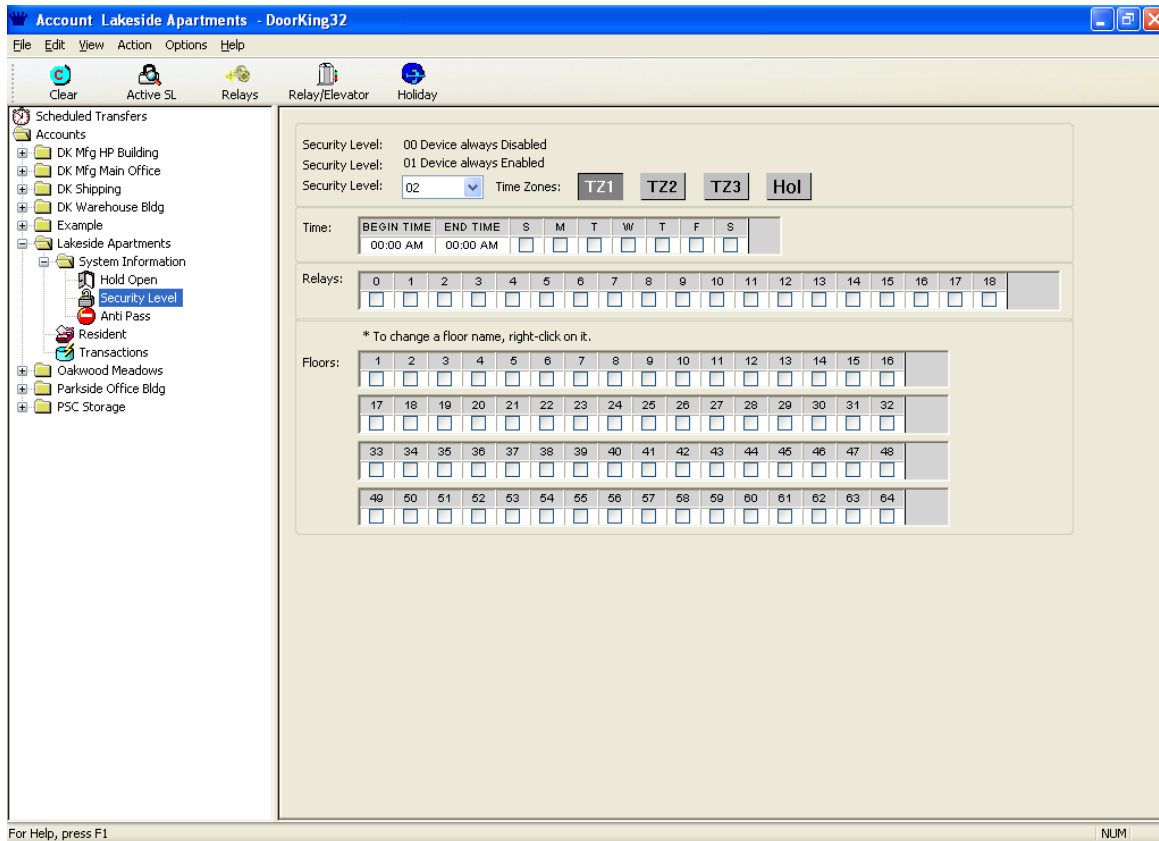 Account Lakeside Apartments - DoorKing32
File Edit View Action Options Help
Clear Active SL Relays Relay/Elevator Holiday
Scheduled Transfers
Accounts
DK Mfg HP Building
DK Mfg Main Office
DK Shipping
DK Warehouse Bldg
Example
Lakeside Apartments
System Information
Hold Open
Security Level
Anti Pass
Resident
Transactions
Oakwood Meadows
Parkside Office Bldg
PSC Storage
Security Level: 00 Device always Disabled
Security Level: 01 Device always Enabled
Security Level: 02 Time Zones: TZ1 TZ2 TZ3 Hol
Time: BEGIN TIME END TIME S M T W T F S
00:00 AM 00:00 AM
Relays: 0 1 2 3 4 5 6 7 8 9 10 11 12 13 14 15 16 17 18
* To change a floor name, right-click on it.
Floors: 1 2 3 4 5 6 7 8 9 10 11 12 13 14 15 16
17 18 19 20 21 22 23 24 25 26 27 28 29 30 31 32
33 34 35 36 37 38 39 40 41 42 43 44 45 46 47 48
49 50 51 52 53 54 55 56 57 58 59 60 61 62 63 64
For Help, press F1 NUM